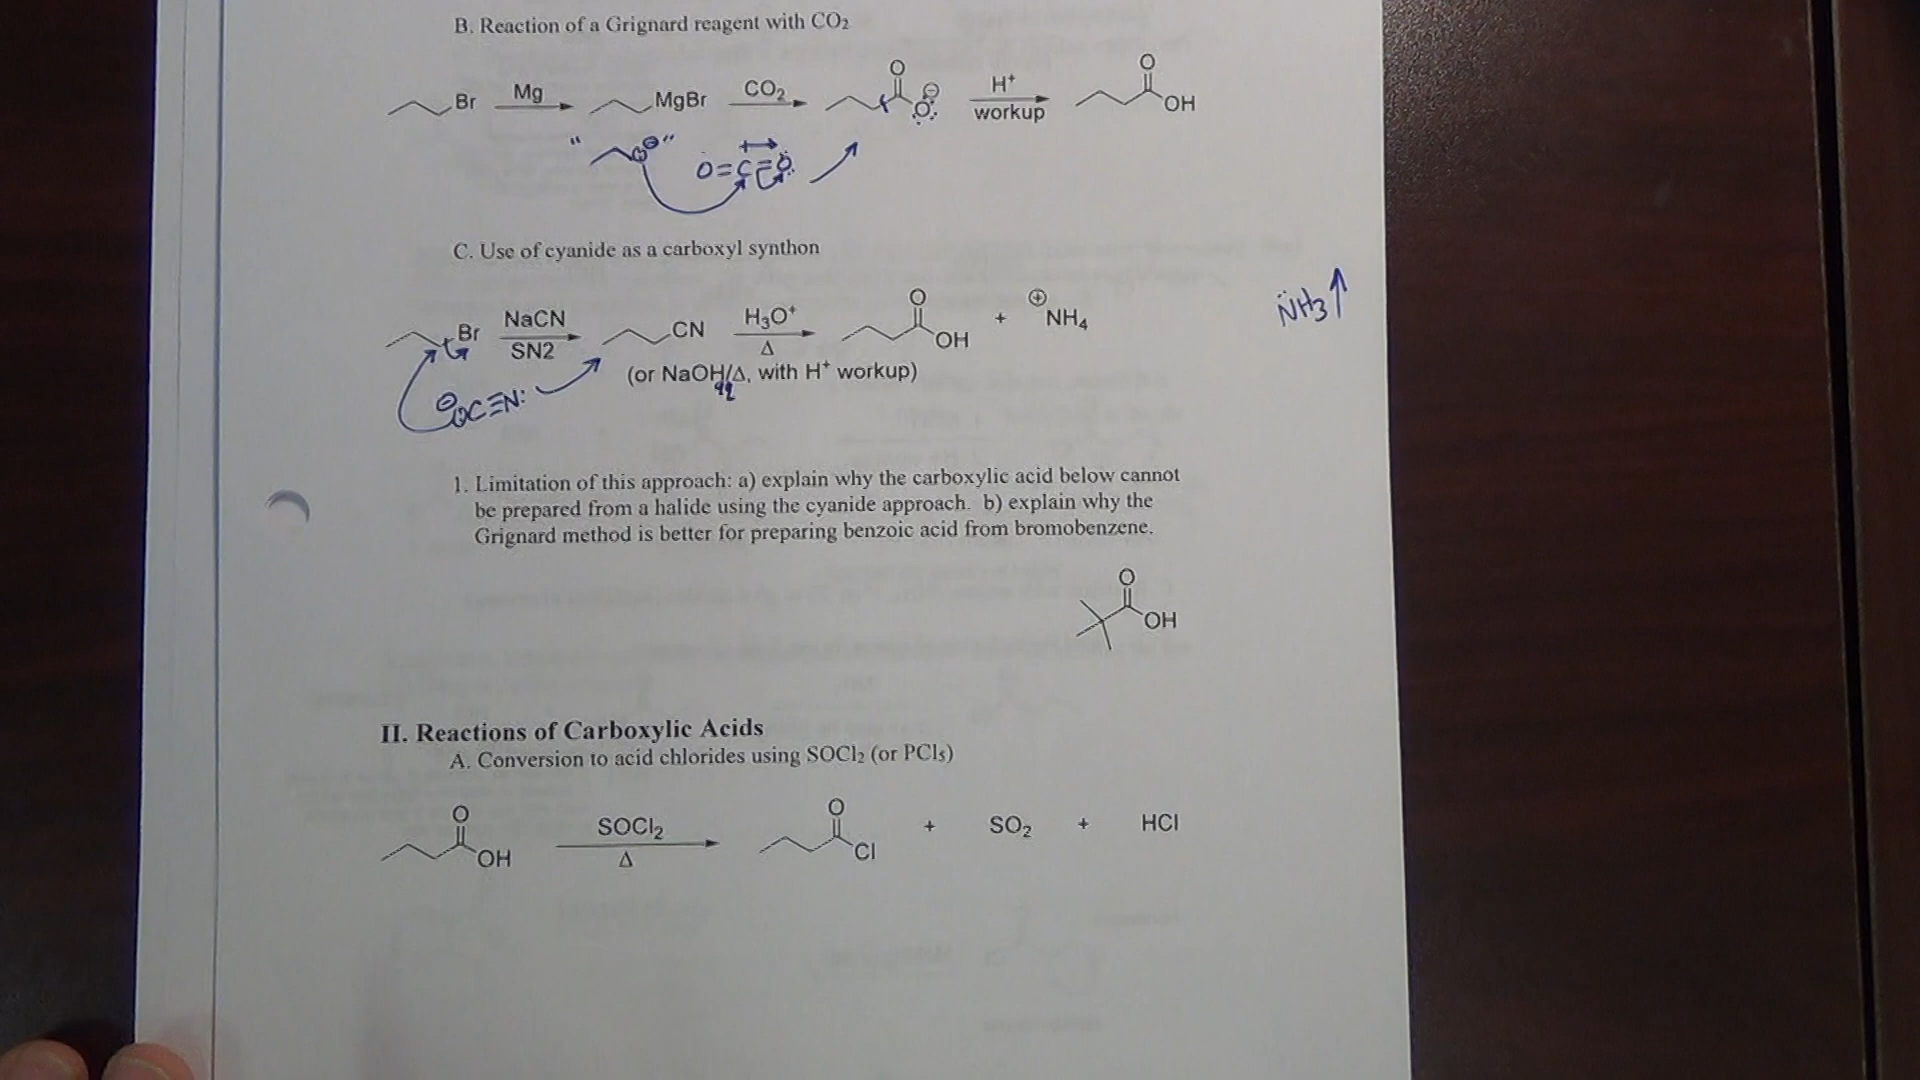 B. Reaction of a Grignard reagent with CO₂
Br Mg MgBr CO₂ O O ⊖ H⁺ workup O OH
" ⊖ " O=C=O
C. Use of cyanide as a carboxyl synthon
Br NaCN SN2 CN H₃O⁺ Δ O OH + ⊕ NH₄ NH₃↑
(or NaOH/Δ, with H⁺ workup)
aq
⊖ C≡N:
1. Limitation of this approach: a) explain why the carboxylic acid below cannot
be prepared from a halide using the cyanide approach. b) explain why the
Grignard method is better for preparing benzoic acid from bromobenzene.
O
OH
II. Reactions of Carboxylic Acids
A. Conversion to acid chlorides using SOCl₂ (or PCl₅)
O OH SOCl₂ Δ O Cl + SO₂ + HCl